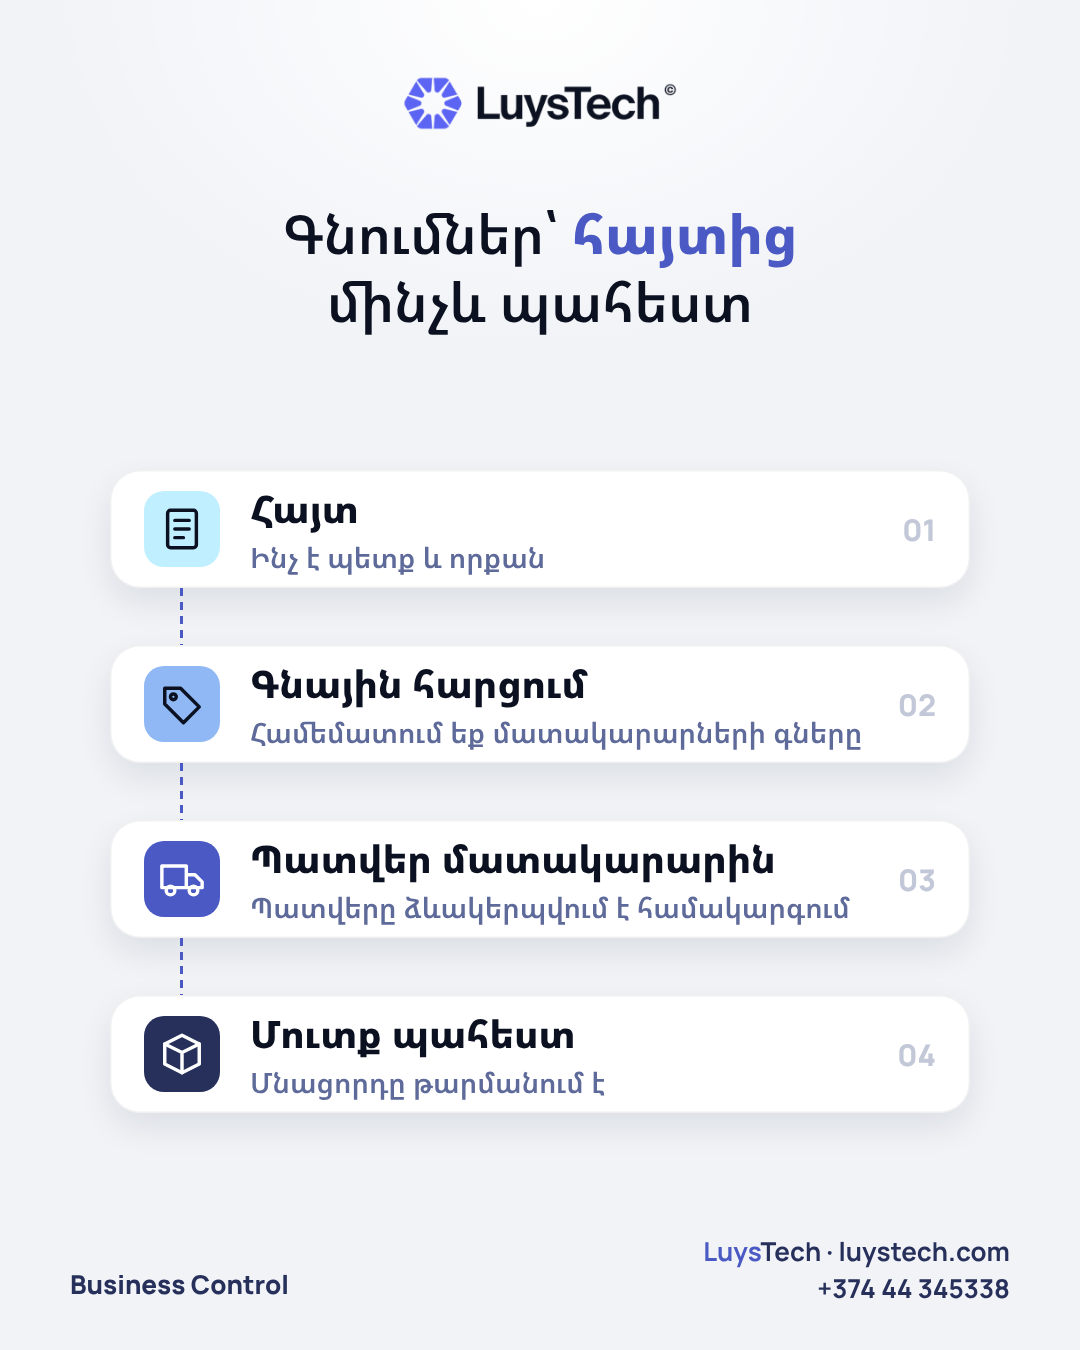 LuysTech©
Գնումներ՝ հայտից
մինչև պահեստ
Հայտ
Ինչ է պետք և որքան
01
Գնային հարցում
Համեմատում եք մատակարարների գները
02
Պատվեր մատակարարին
Պատվերը ձևակերպվում է համակարգում
03
Մուտք պահեստ
Մնացորդը թարմանում է
04
LuysTech · luystech.com
Business Control
+374 44 345338